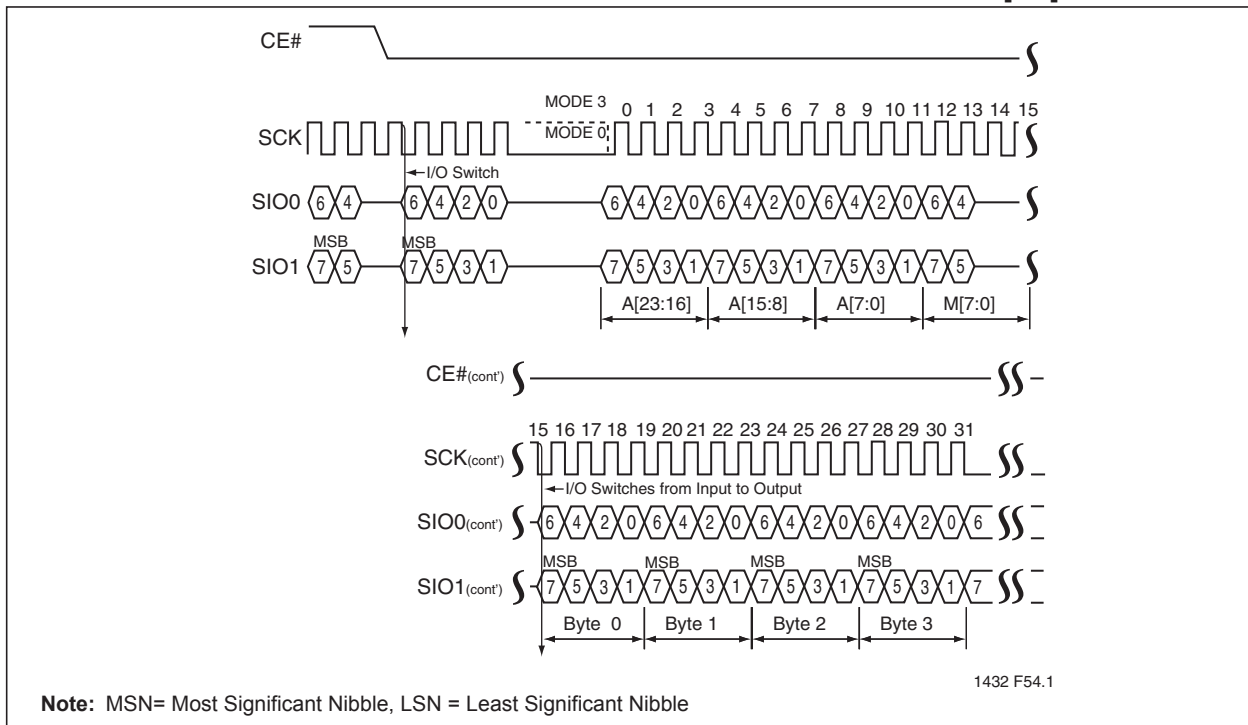 CE#
MODE 3
0 1 2 3 4 5 6 7 8 9 10 11 12 13 14 15
SCK
MODE 0
I/O Switch
SIO0 6 4 6 4 2 0 6 4 2 0 6 4 2 0 6 4 2 0 6 4
MSB MSB
SIO1 7 5 7 5 3 1 7 5 3 1 7 5 3 1 7 5 3 1 7 5
A[23:16] A[15:8] A[7:0] M[7:0]
CE#(cont')
15 16 17 18 19 20 21 22 23 24 25 26 27 28 29 30 31
SCK(cont')
I/O Switches from Input to Output
SIO0(cont') 6 4 2 0 6 4 2 0 6 4 2 0 6 4 2 0 6
MSB MSB MSB MSB
SIO1(cont') 7 5 3 1 7 5 3 1 7 5 3 1 7 5 3 1 7
Byte 0 Byte 1 Byte 2 Byte 3
1432 F54.1
Note: MSN= Most Significant Nibble, LSN = Least Significant Nibble